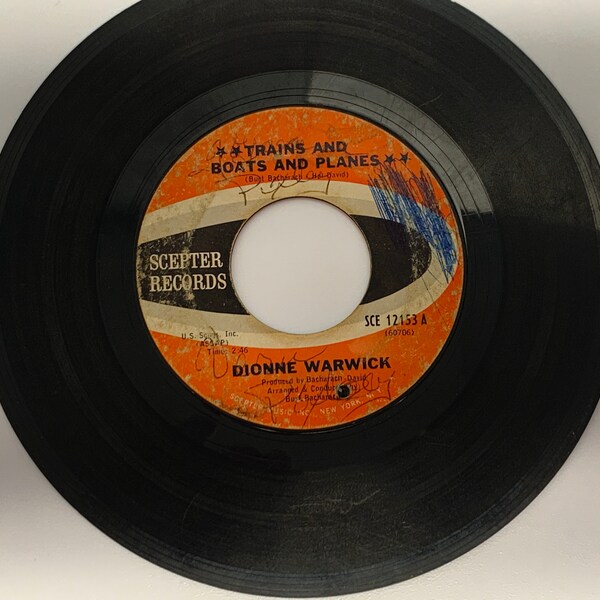 ★★TRAINS AND
BOATS AND PLANES★★
(Burt Bacharach & Hal David)
SCEPTER
RECORDS
SCE 12153 A
(60706)
U.S. Songs, Inc.
(ASCAP)
Time: 2:46
DIONNE WARWICK
Produced by Bacharach-David
Arranged & Conducted by
Burt Bacharach
SCEPTER MUSIC INC. NEW YORK, N.Y.